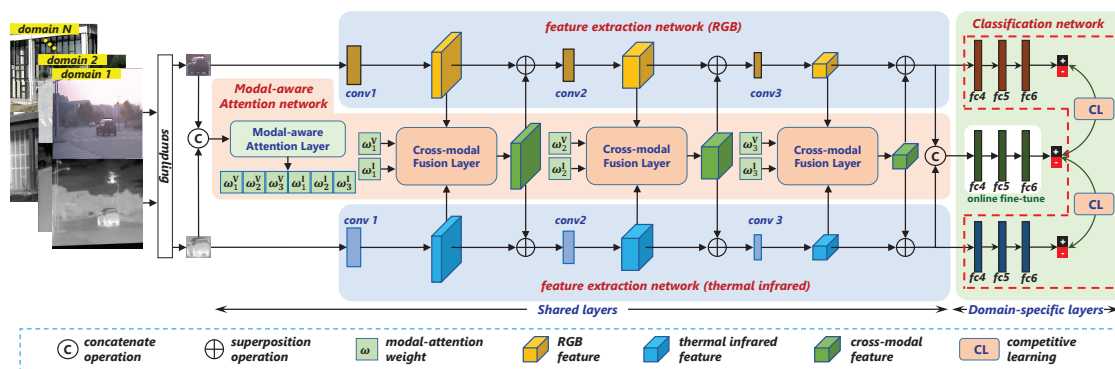 domain N
domain 2
domain 1
sampling
C
feature extraction network (RGB)
conv1
conv2
conv3
Modal-aware
Attention network
Modal-aware
Attention Layer
ω₁ⱽ ω₂ⱽ ω₃ⱽ ω₁ᴵ ω₂ᴵ ω₃ᴵ
ω₁ⱽ
ω₁ᴵ
Cross-modal
Fusion Layer
ω₂ⱽ
ω₂ᴵ
Cross-modal
Fusion Layer
ω₃ⱽ
ω₃ᴵ
Cross-modal
Fusion Layer
C
conv 1
conv2
conv 3
feature extraction network (thermal infrared)
Classification network
fc4 fc5 fc6
+
-
CL
fc4 fc5 fc6
+
-
online fine-tune
CL
fc4 fc5 fc6
+
-
Shared layers
Domain-specific layers
C concatenate
operation
superposition
operation
ω modal-attention
weight
RGB
feature
thermal infrared
feature
cross-modal
feature
CL competitive
learning